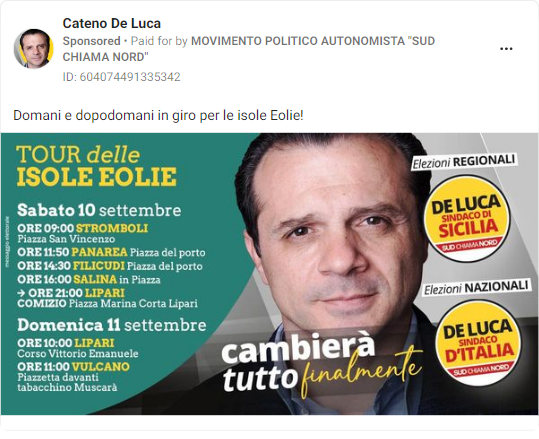 Cateno De Luca
Sponsored • Paid for by MOVIMENTO POLITICO AUTONOMISTA "SUD
CHIAMA NORD"
ID: 604074491335342
Domani e dopodomani in giro per le isole Eolie!
TOUR delle
ISOLE EOLIE
Sabato 10 settembre
ORE 09:00 STROMBOLI
Piazza San Vincenzo
ORE 11:50 PANAREA Piazza del porto
ORE 14:30 FILICUDI Piazza del porto
ORE 16:00 SALINA in Piazza
→ ORE 21:00 LIPARI
COMIZIO Piazza Marina Corta Lipari
Domenica 11 settembre
ORE 10:00 LIPARI
Corso Vittorio Emanuele
ORE 11:00 VULCANO
Piazzetta davanti
tabacchino Muscarà
messaggio elettorale
cambierà
tutto finalmente
Elezioni REGIONALI
DE LUCA
SINDACO DI
SICILIA
SUD CHIAMA NORD
Elezioni NAZIONALI
DE LUCA
SINDACO
D'ITALIA
SUD CHIAMA NORD